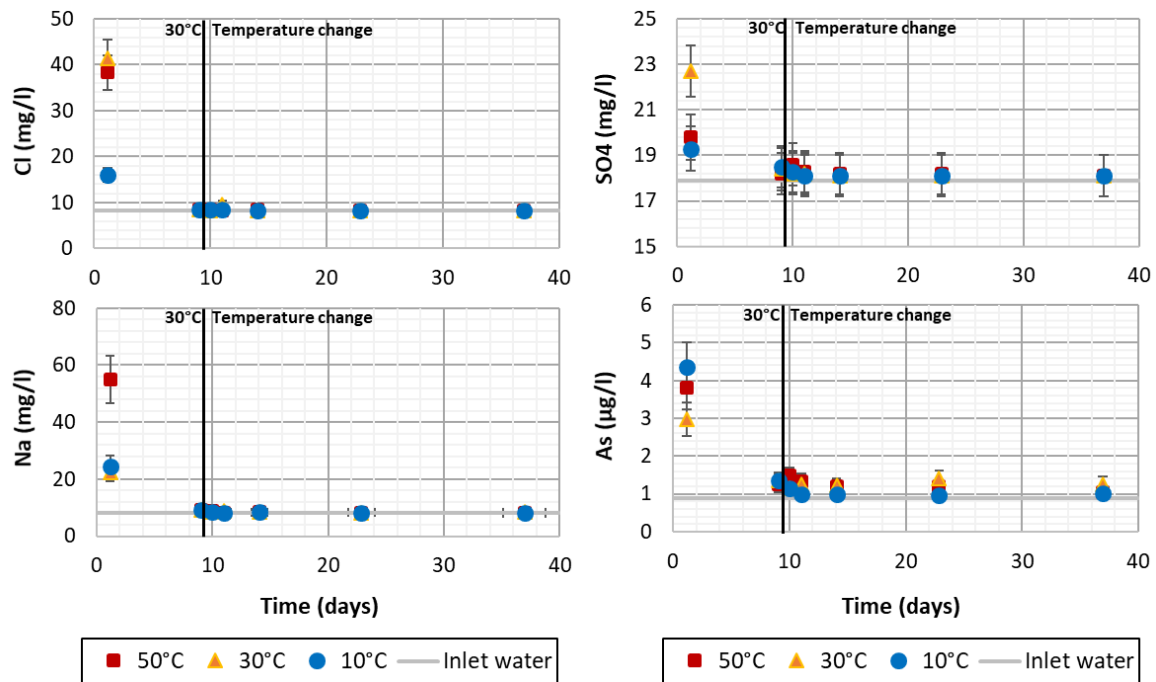 30°C Temperature change
Cl (mg/l)
50
40
30
20
10
0
0 10 20 30 40
30°C Temperature change
SO4 (mg/l)
25
23
21
19
17
15
0 10 20 30 40
30°C Temperature change
Na (mg/l)
80
60
40
20
0
0 10 20 30 40
Time (days)
30°C Temperature change
As (µg/l)
6
5
4
3
2
1
0
0 10 20 30 40
Time (days)
50°C 30°C 10°C Inlet water
50°C 30°C 10°C Inlet water